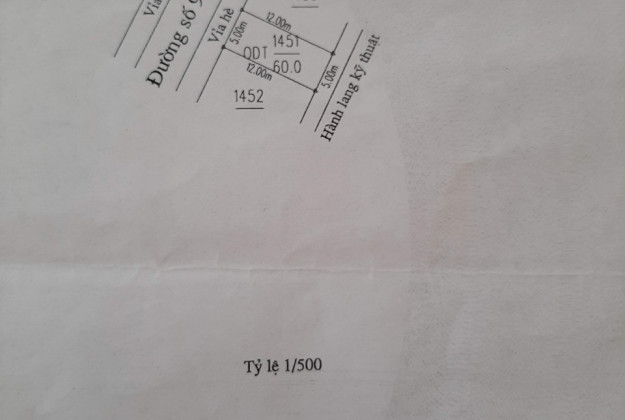 Vỉa
Đường số
Vỉa hè
12.00m
5.00m
1451
ODT
60.0
12.00m
5.00m
Hành lang kỹ thuật
1452
Tỷ lệ 1/500